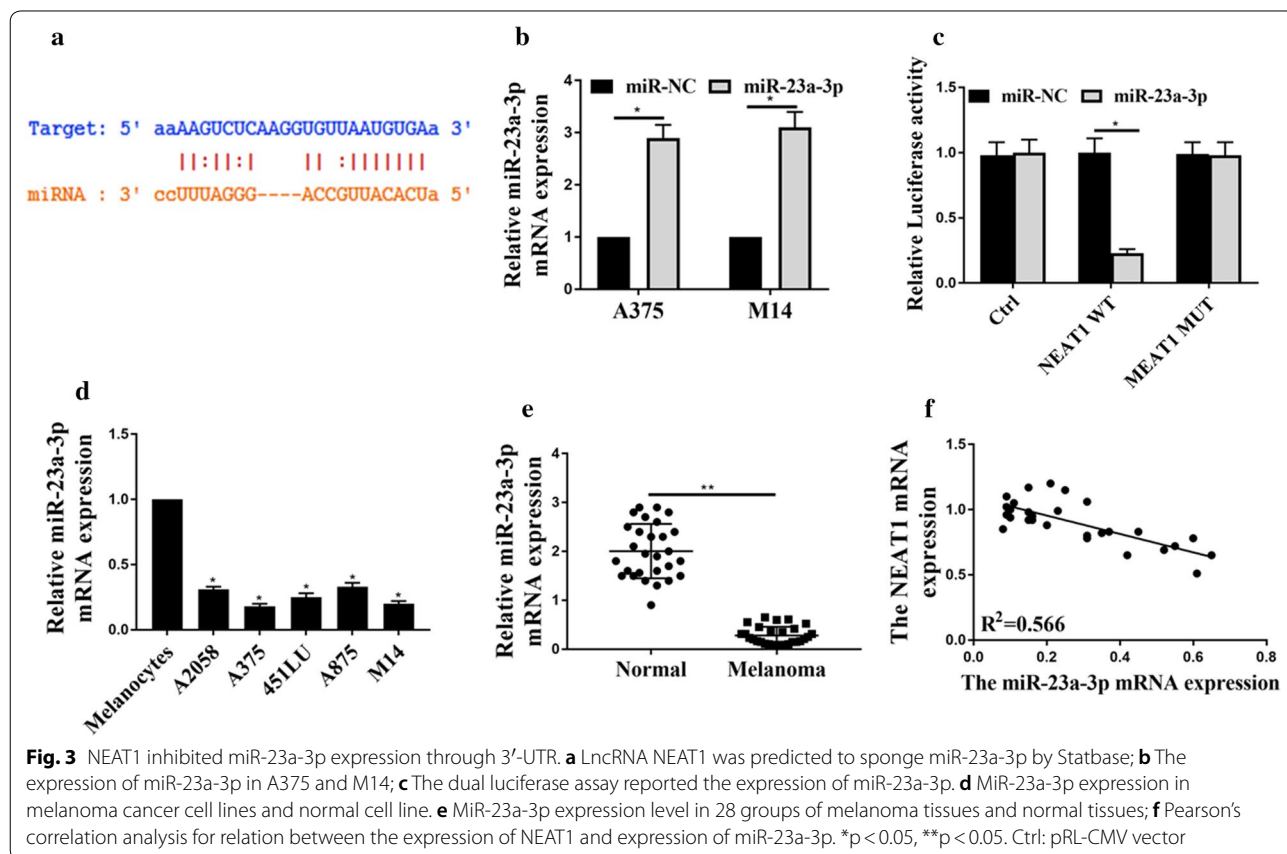 a
Target: 5' aaAAGUCUCAAGGUGUUAAUGUGAa 3'
||:||:| || :|||||||
miRNA : 3' ccUUUAGGG----ACCGUUACACUa 5'
b
Relative miR-23a-3p
mRNA expression
4
3
2
1
0
miR-NC miR-23a-3p
* *
A375 M14
c
Relative Luciferase activity
1.5
1.0
0.5
0.0
miR-NC miR-23a-3p
*
Ctrl
NEAT1 WT
MEAT1 MUT
d
Relative miR-23a-3p
mRNA expression
1.5
1.0
0.5
0.0
* * * * *
Melanocytes
A2058
A375
451LU
A875
M14
e
Relative miR-23a-3p
mRNA expression
4
3
2
1
0
**
Normal Melanoma
f
The NEAT1 mRNA
expression
1.5
1.0
0.5
0.0
R²=0.566
0.0 0.2 0.4 0.6 0.8
The miR-23a-3p mRNA expression
Fig. 3 NEAT1 inhibited miR-23a-3p expression through 3′-UTR. a LncRNA NEAT1 was predicted to sponge miR-23a-3p by Statbase; b The
expression of miR-23a-3p in A375 and M14; c The dual luciferase assay reported the expression of miR-23a-3p. d MiR-23a-3p expression in
melanoma cancer cell lines and normal cell line. e MiR-23a-3p expression level in 28 groups of melanoma tissues and normal tissues; f Pearson's
correlation analysis for relation between the expression of NEAT1 and expression of miR-23a-3p. *p < 0.05, **p < 0.05. Ctrl: pRL-CMV vector